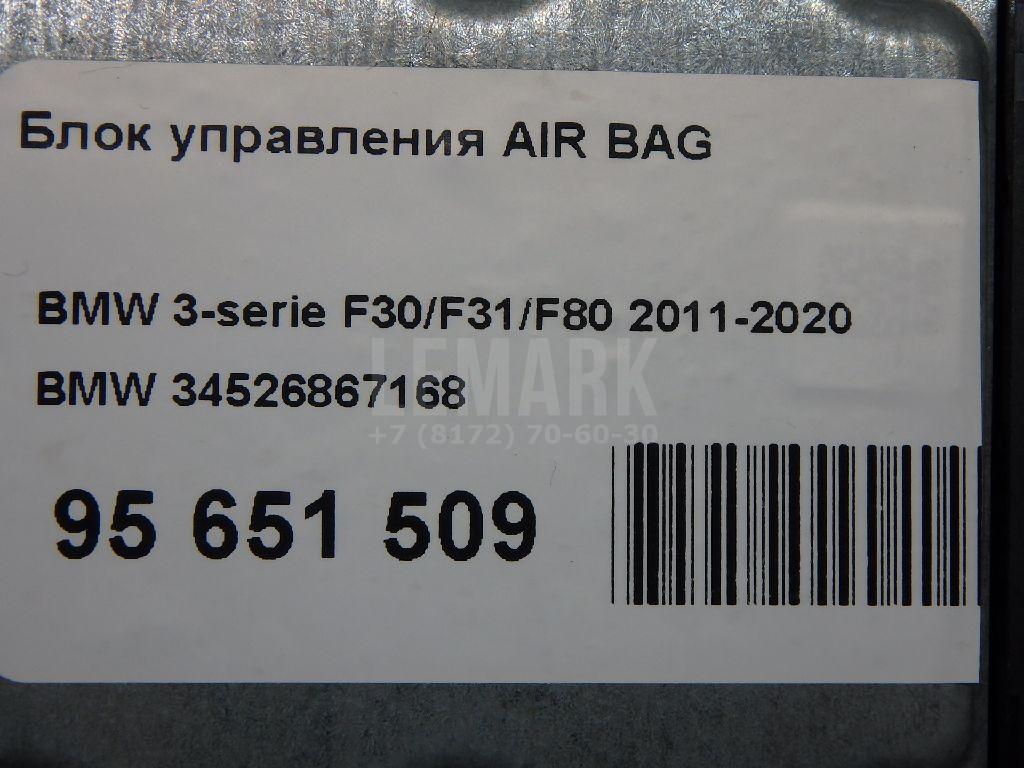 Блок управления AIR BAG
BMW 3-serie F30/F31/F80 2011-2020
LEMARK
BMW 34526867168
+7 (8172) 70-60-30
95 651 509